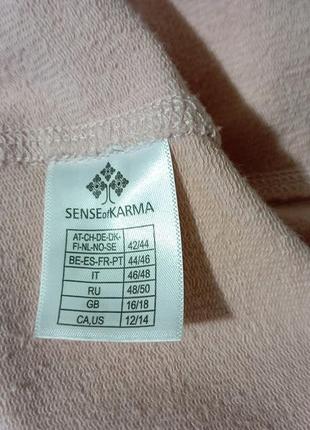 SENSEofKARMA
AT-CH-DE-DK-
FI-NL-NO-SE 42/44
BE-ES-FR-PT 44/46
IT 46/48
RU 48/50
GB 16/18
CA,US 12/14